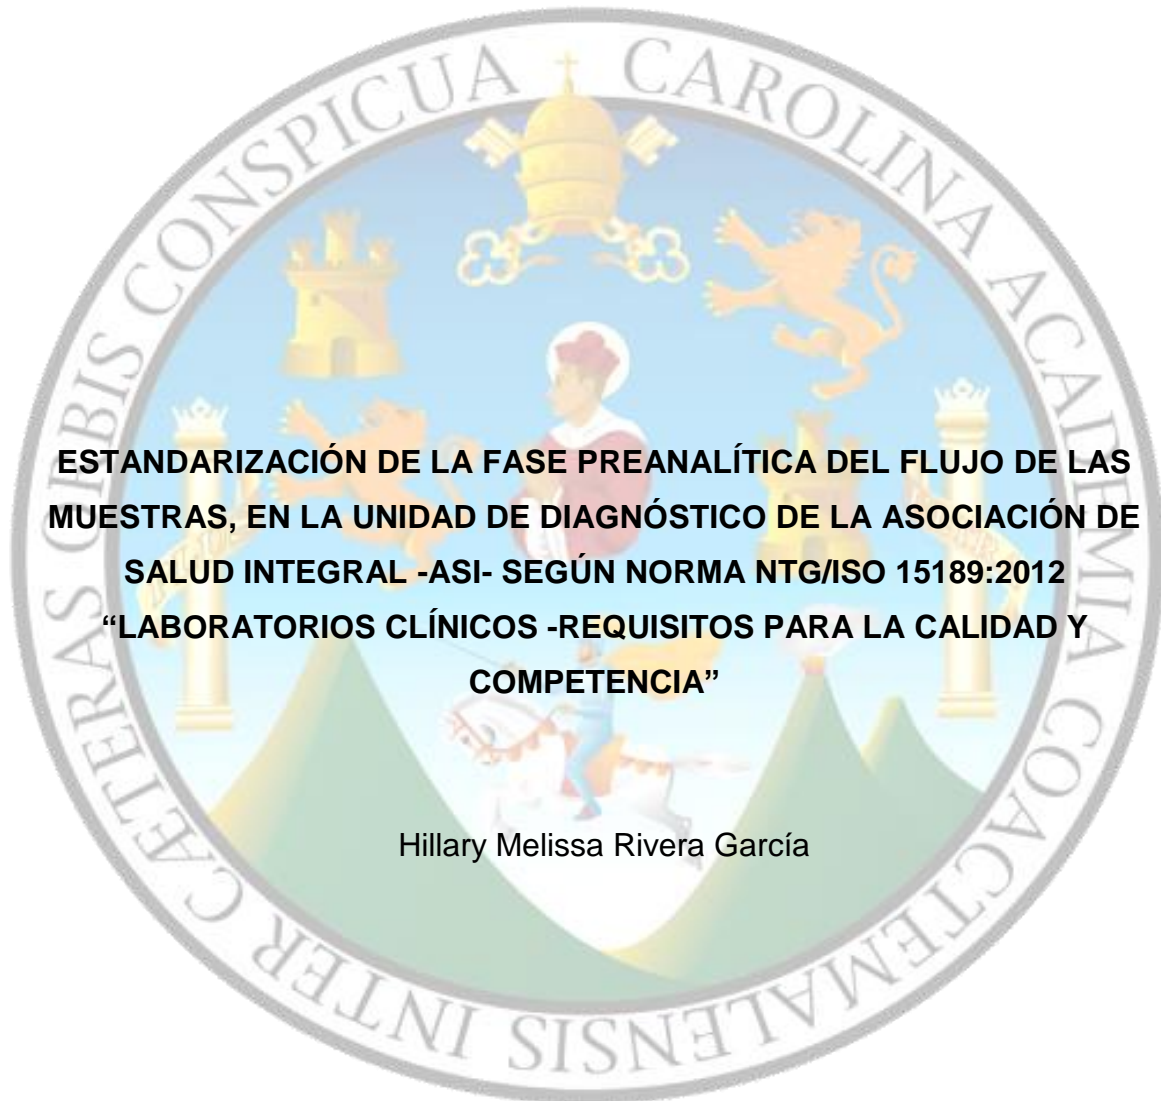 CAROLINA ACADEMIA COACTEMALENSIS INTER CÆTERAS ORBIS CONSPICUA
ESTANDARIZACIÓN DE LA FASE PREANALÍTICA DEL FLUJO DE LAS
MUESTRAS, EN LA UNIDAD DE DIAGNÓSTICO DE LA ASOCIACIÓN DE
SALUD INTEGRAL -ASI- SEGÚN NORMA NTG/ISO 15189:2012
“LABORATORIOS CLÍNICOS -REQUISITOS PARA LA CALIDAD Y
COMPETENCIA”
Hillary Melissa Rivera García